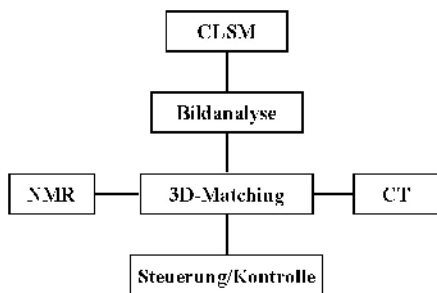 CLSM
Bildanalyse
NMR
3D-Matching
CT
Steuerung/Kontrolle